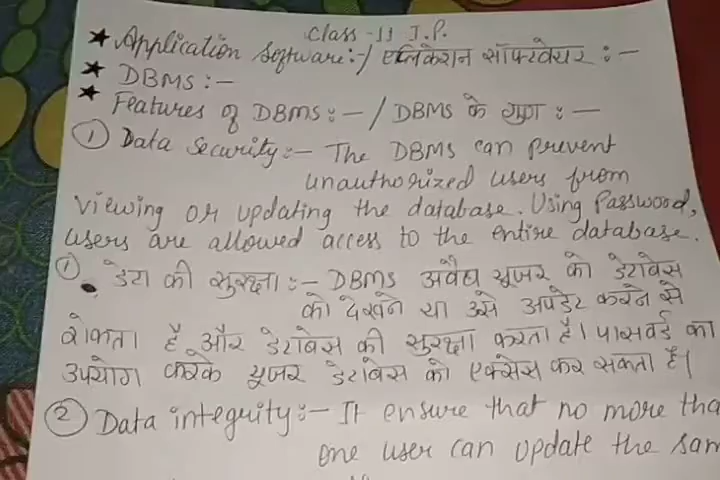 Class-11 I.P.
★ Application Software:-/ एप्लिकेशन सॉफ्टवेयर :-
★ DBMS :-
★ Features of DBMS :- / DBMS के गुण :-
① Data Security :- The DBMS can prevent
unauthorized users from
viewing or updating the database. Using Password,
users are allowed access to the entire database.
① डेटा की सुरक्षा :- DBMS अवैध यूजर को डेटाबेस
को देखने या उसे अपडेट करने से
रोकता है और डेटाबेस की सुरक्षा करता है। पासवर्ड का
उपयोग करके यूजर डेटाबेस को एक्सेस कर सकता है।
② Data integrity :- It ensure that no more tha
one user can update the sam